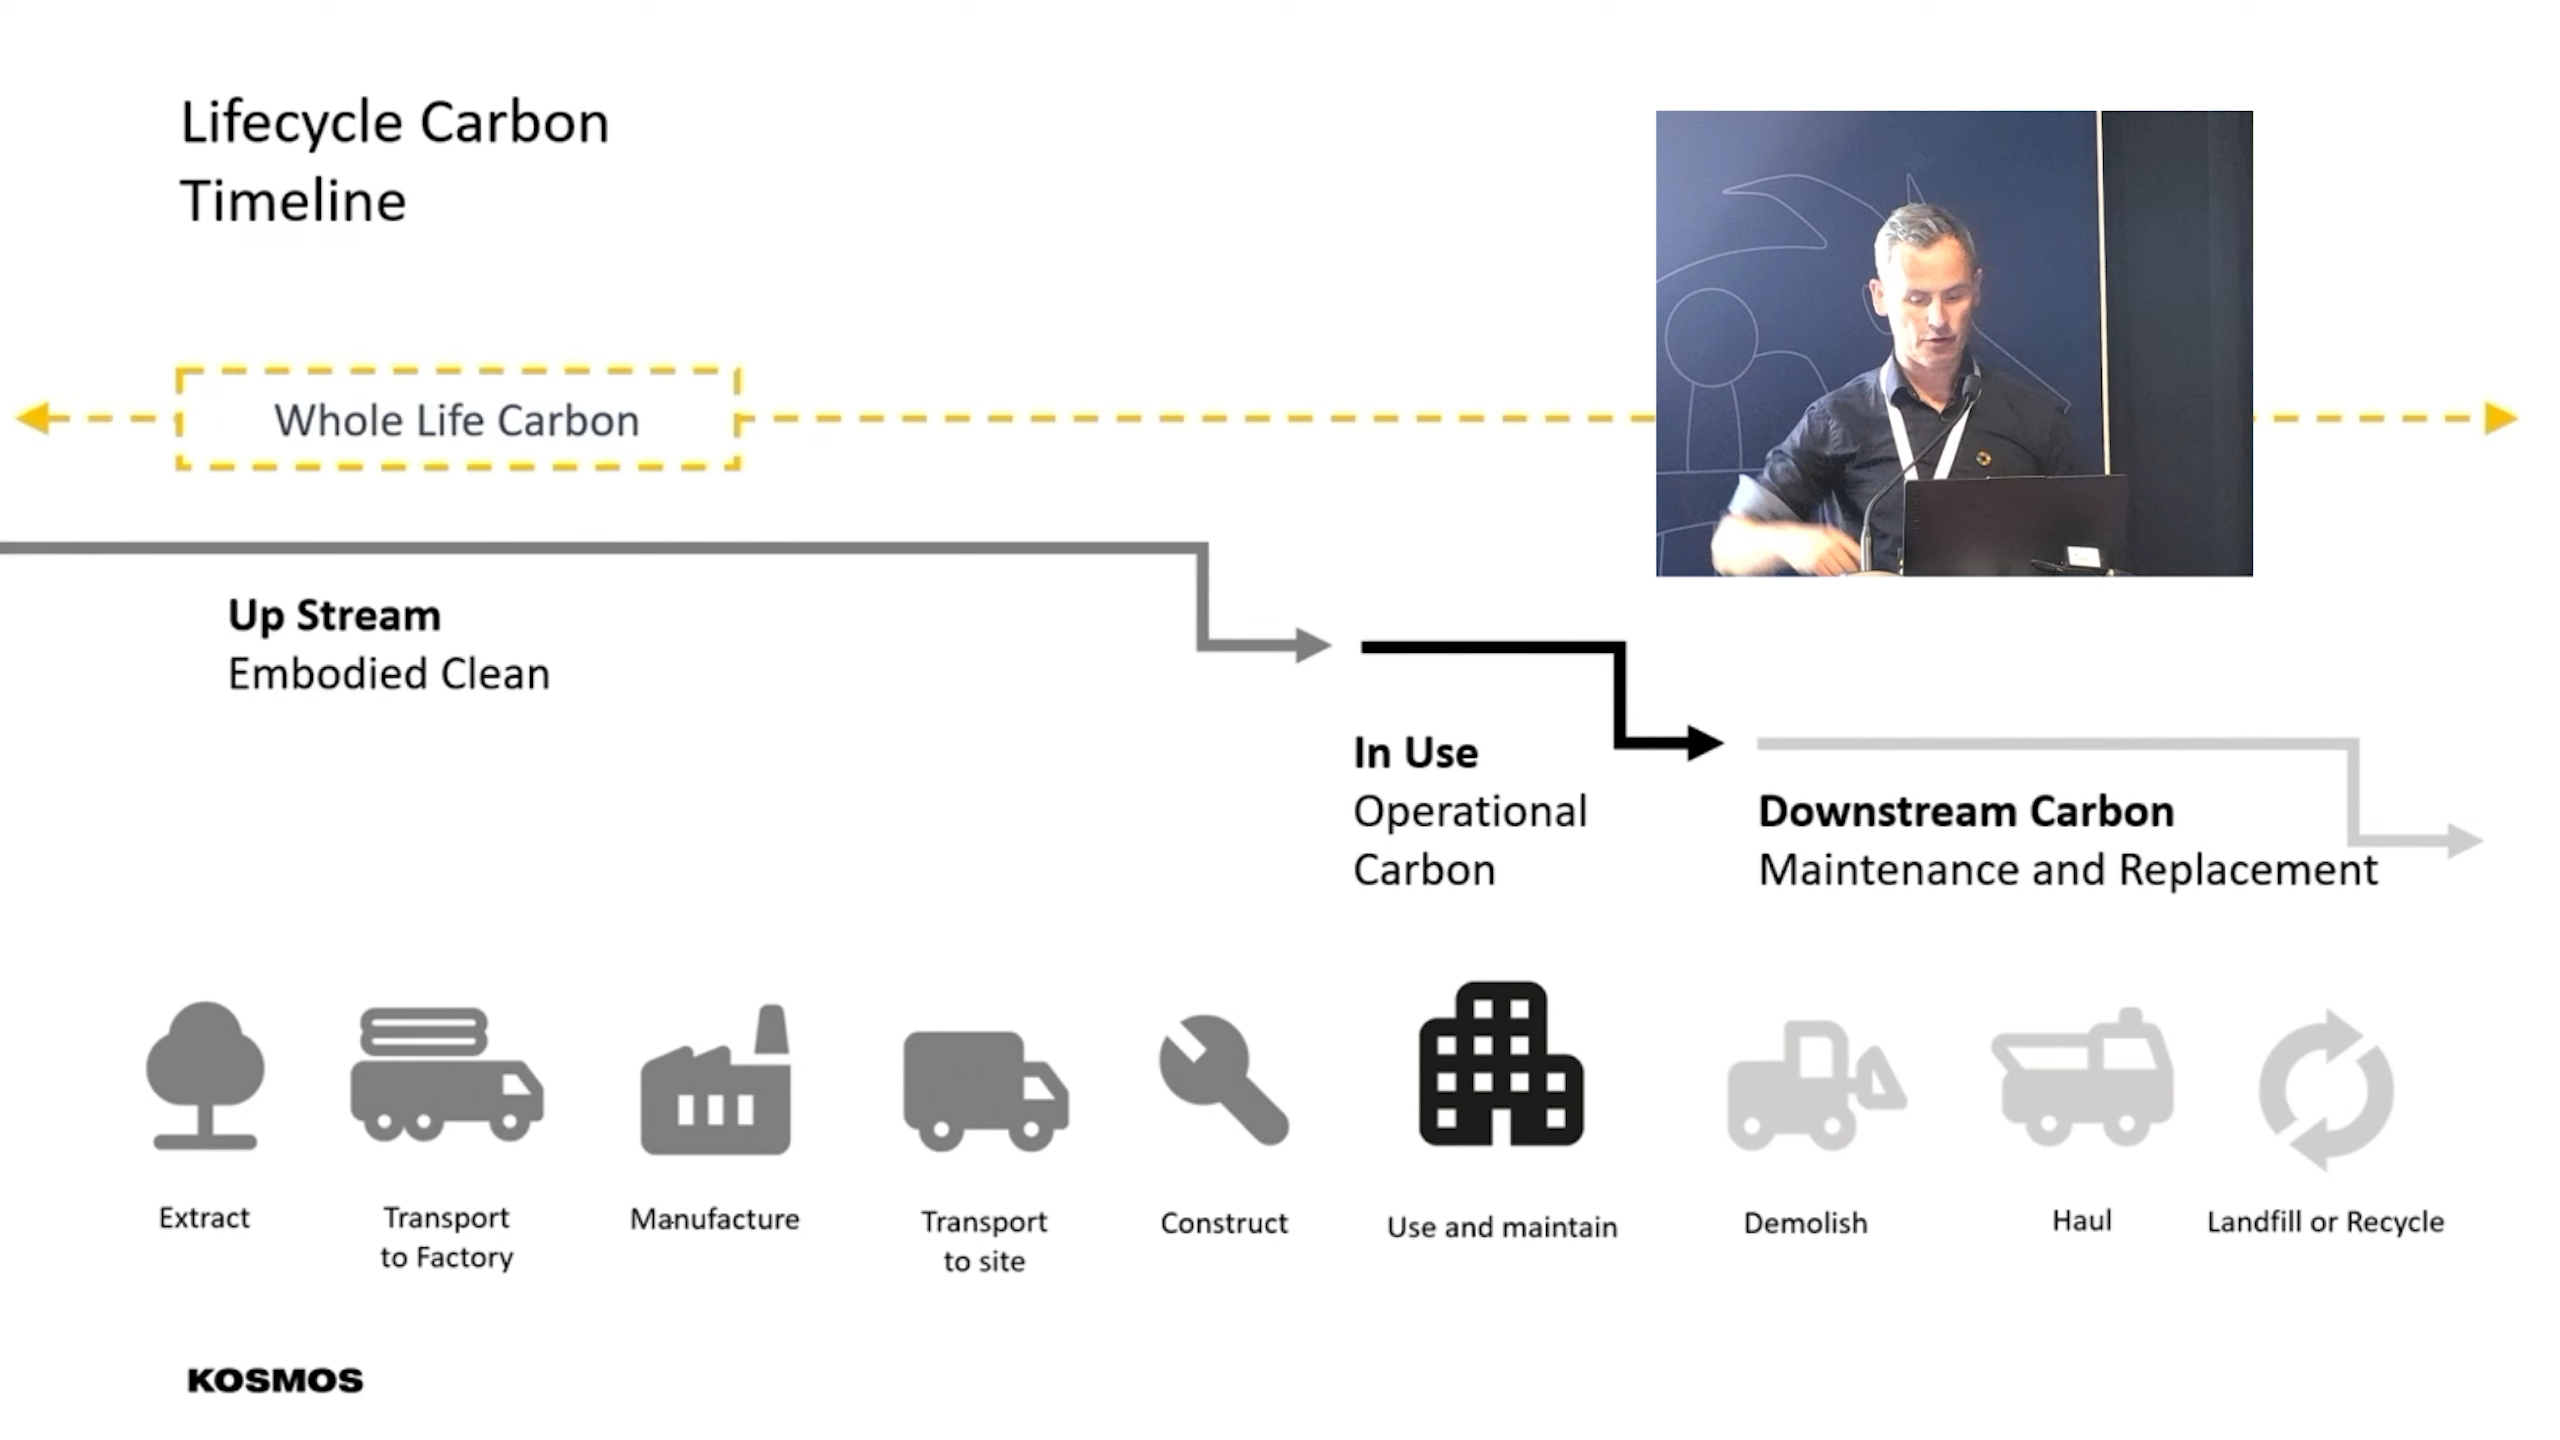 Lifecycle Carbon
Timeline
Whole Life Carbon
Up Stream
Embodied Clean
In Use
Operational
Carbon
Downstream Carbon
Maintenance and Replacement
Extract
Transport
to Factory
Manufacture
Transport
to site
Construct
Use and maintain
Demolish
Haul
Landfill or Recycle
KOSMOS